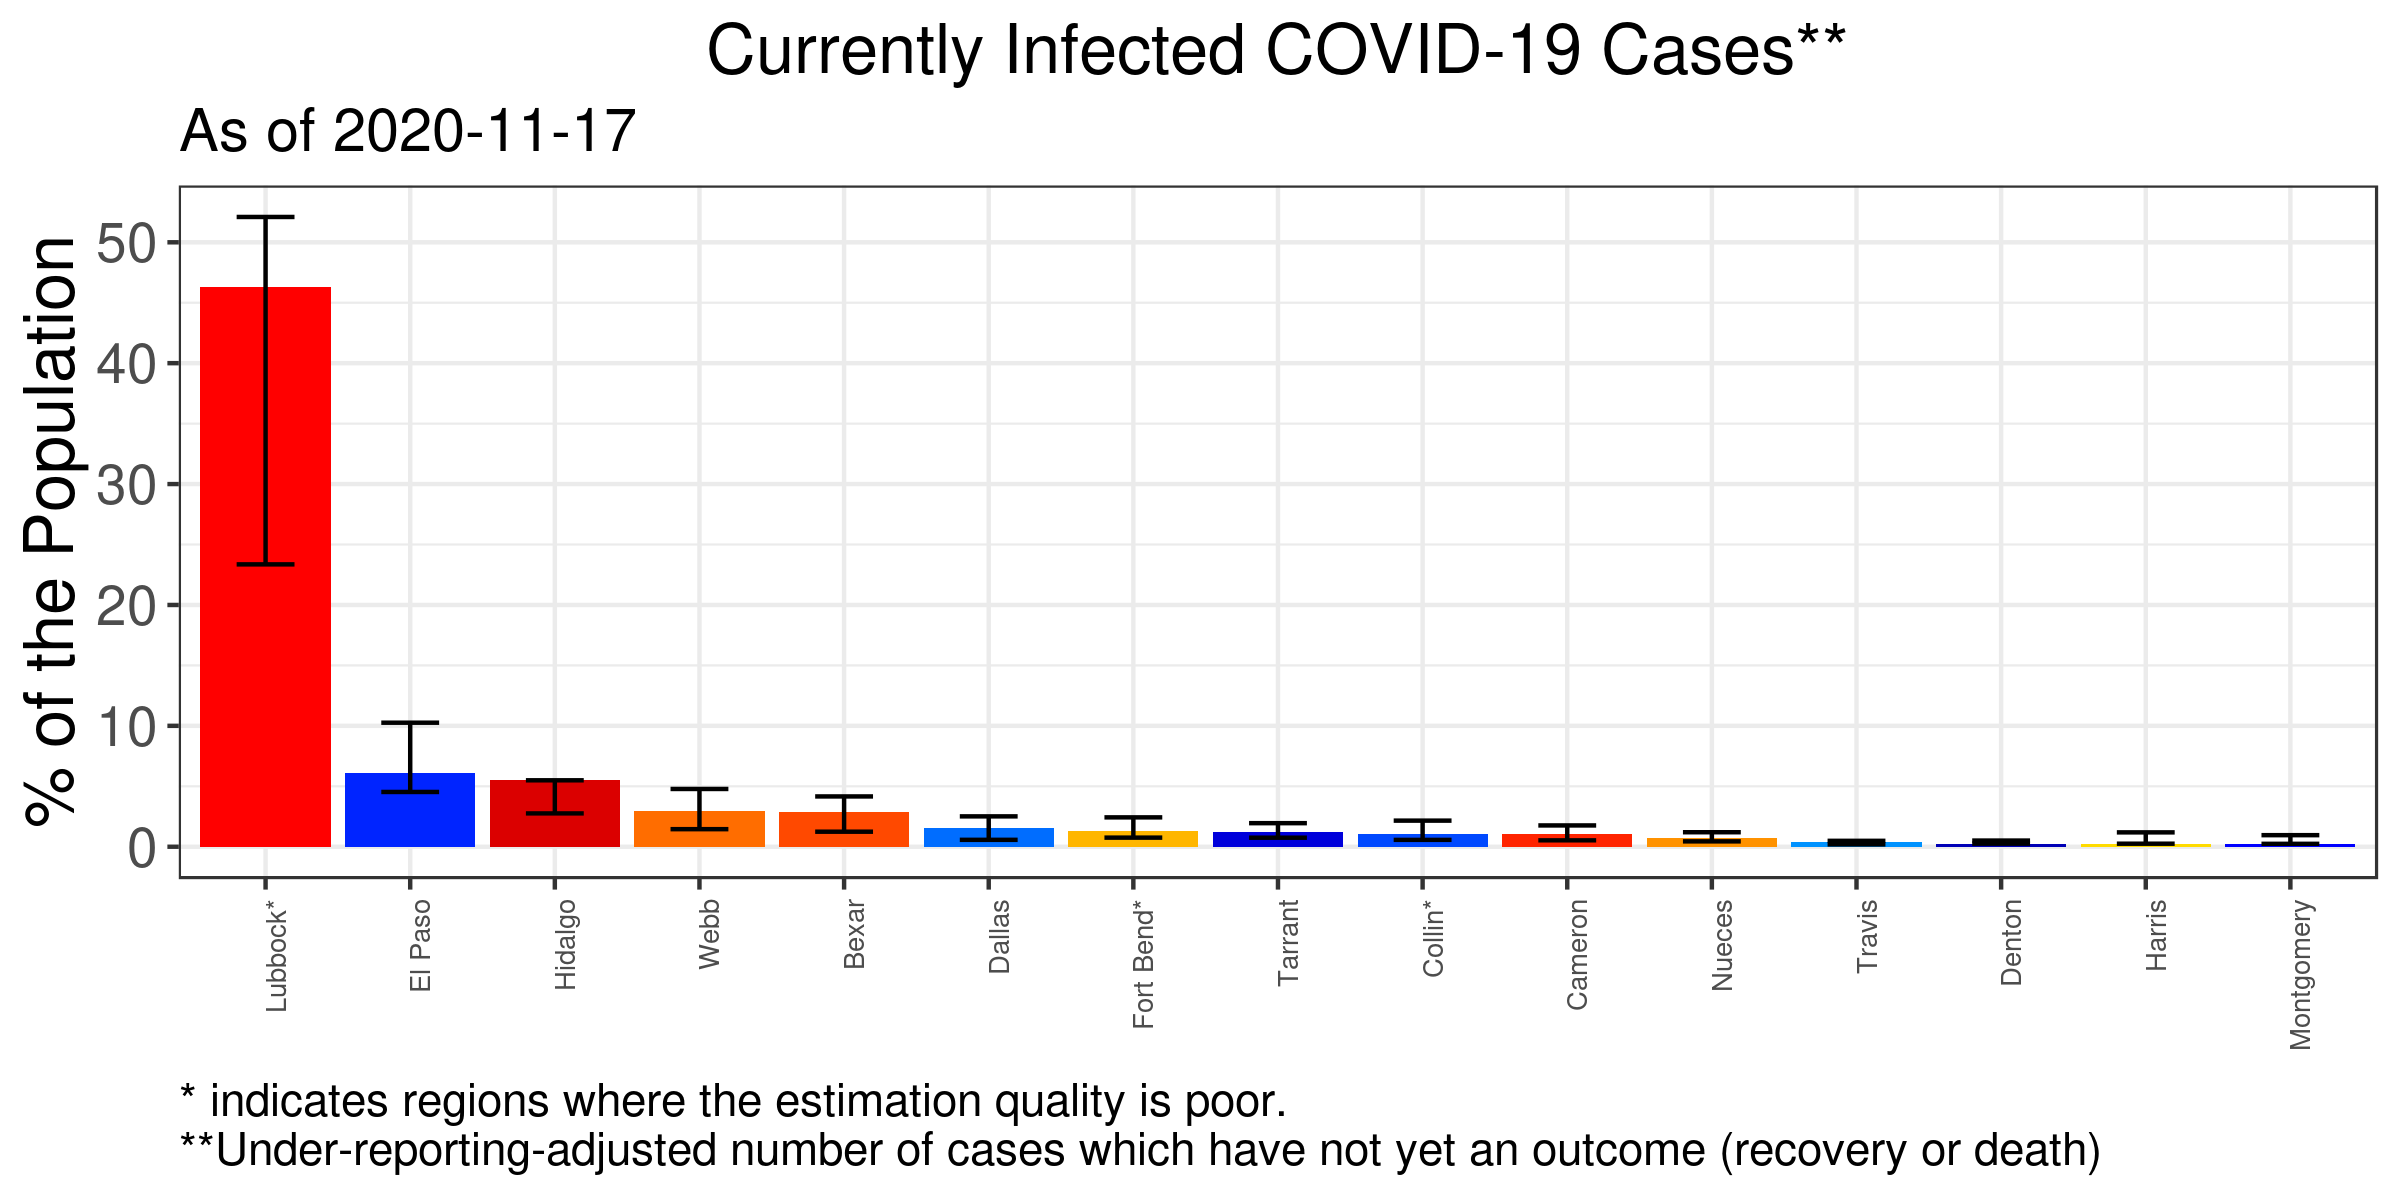 Currently Infected COVID-19 Cases**
As of 2020-11-17
% of the Population
50
40
30
20
10
0
Lubbock*
El Paso
Hidalgo
Webb
Bexar
Dallas
Fort Bend*
Tarrant
Collin*
Cameron
Nueces
Travis
Denton
Harris
Montgomery
* indicates regions where the estimation quality is poor.
**Under-reporting-adjusted number of cases which have not yet an outcome (recovery or death)